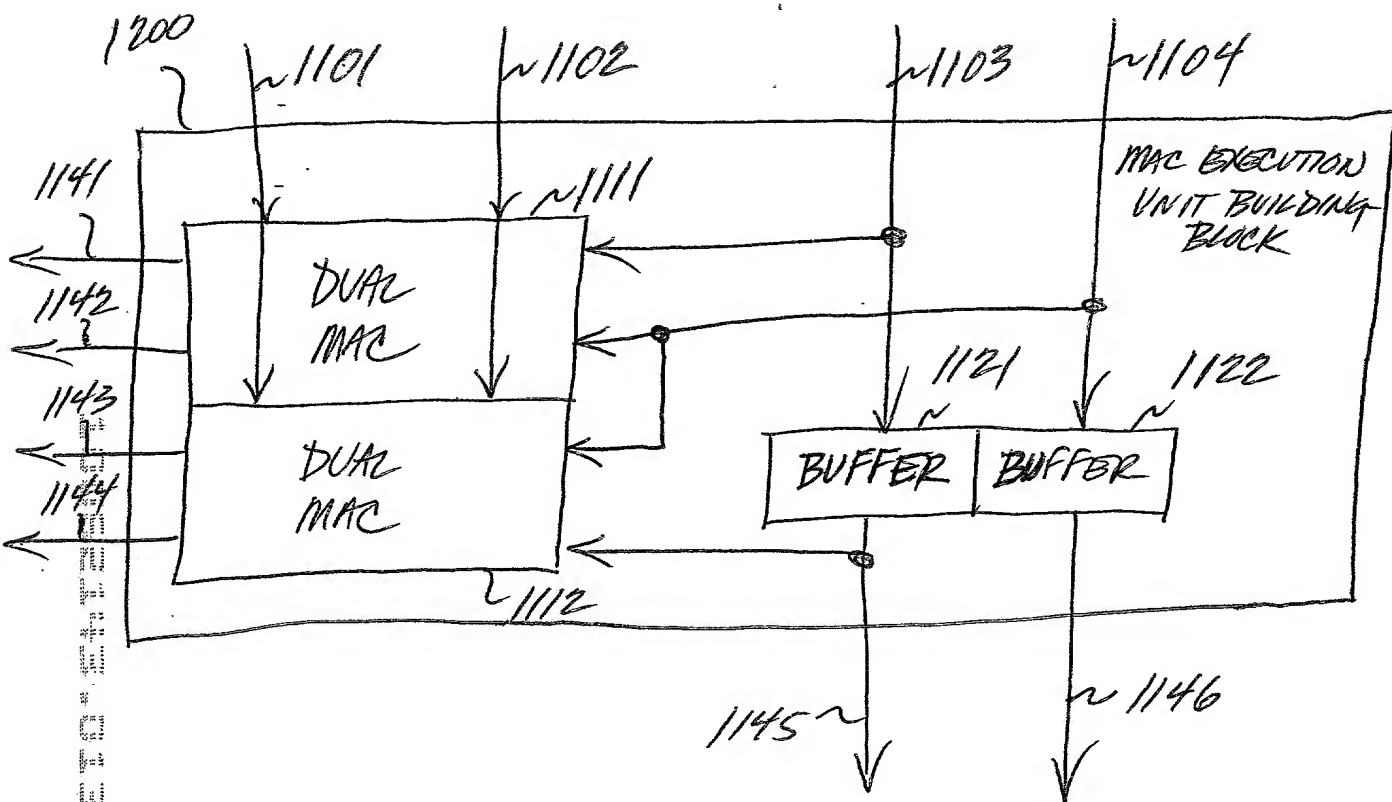 1200
1101
1102
1103
1104
MAC EXECUTION
UNIT BUILDING
BLOCK
1141
1111
1142
DUAL
MAC
1121
1122
1143
1144
DUAL
MAC
BUFFER
BUFFER
1112
1145
1146